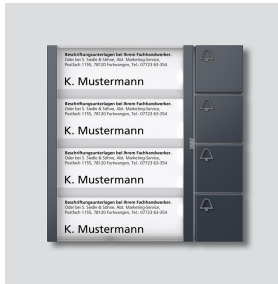 Beschriftungsunterlagen bei Ihrem Fachhandwerker.
Oder bei S. Siedle & Söhne, Abt. Marketing-Service,
Postfach 1155, 78120 Furtwangen, Tel.: 07723 63-354
K. Mustermann
Beschriftungsunterlagen bei Ihrem Fachhandwerker.
Oder bei S. Siedle & Söhne, Abt. Marketing-Service,
Postfach 1155, 78120 Furtwangen, Tel.: 07723 63-354
K. Mustermann
Beschriftungsunterlagen bei Ihrem Fachhandwerker.
Oder bei S. Siedle & Söhne, Abt. Marketing-Service,
Postfach 1155, 78120 Furtwangen, Tel.: 07723 63-354
K. Mustermann
Beschriftungsunterlagen bei Ihrem Fachhandwerker.
Oder bei S. Siedle & Söhne, Abt. Marketing-Service,
Postfach 1155, 78120 Furtwangen, Tel.: 07723 63-354
K. Mustermann